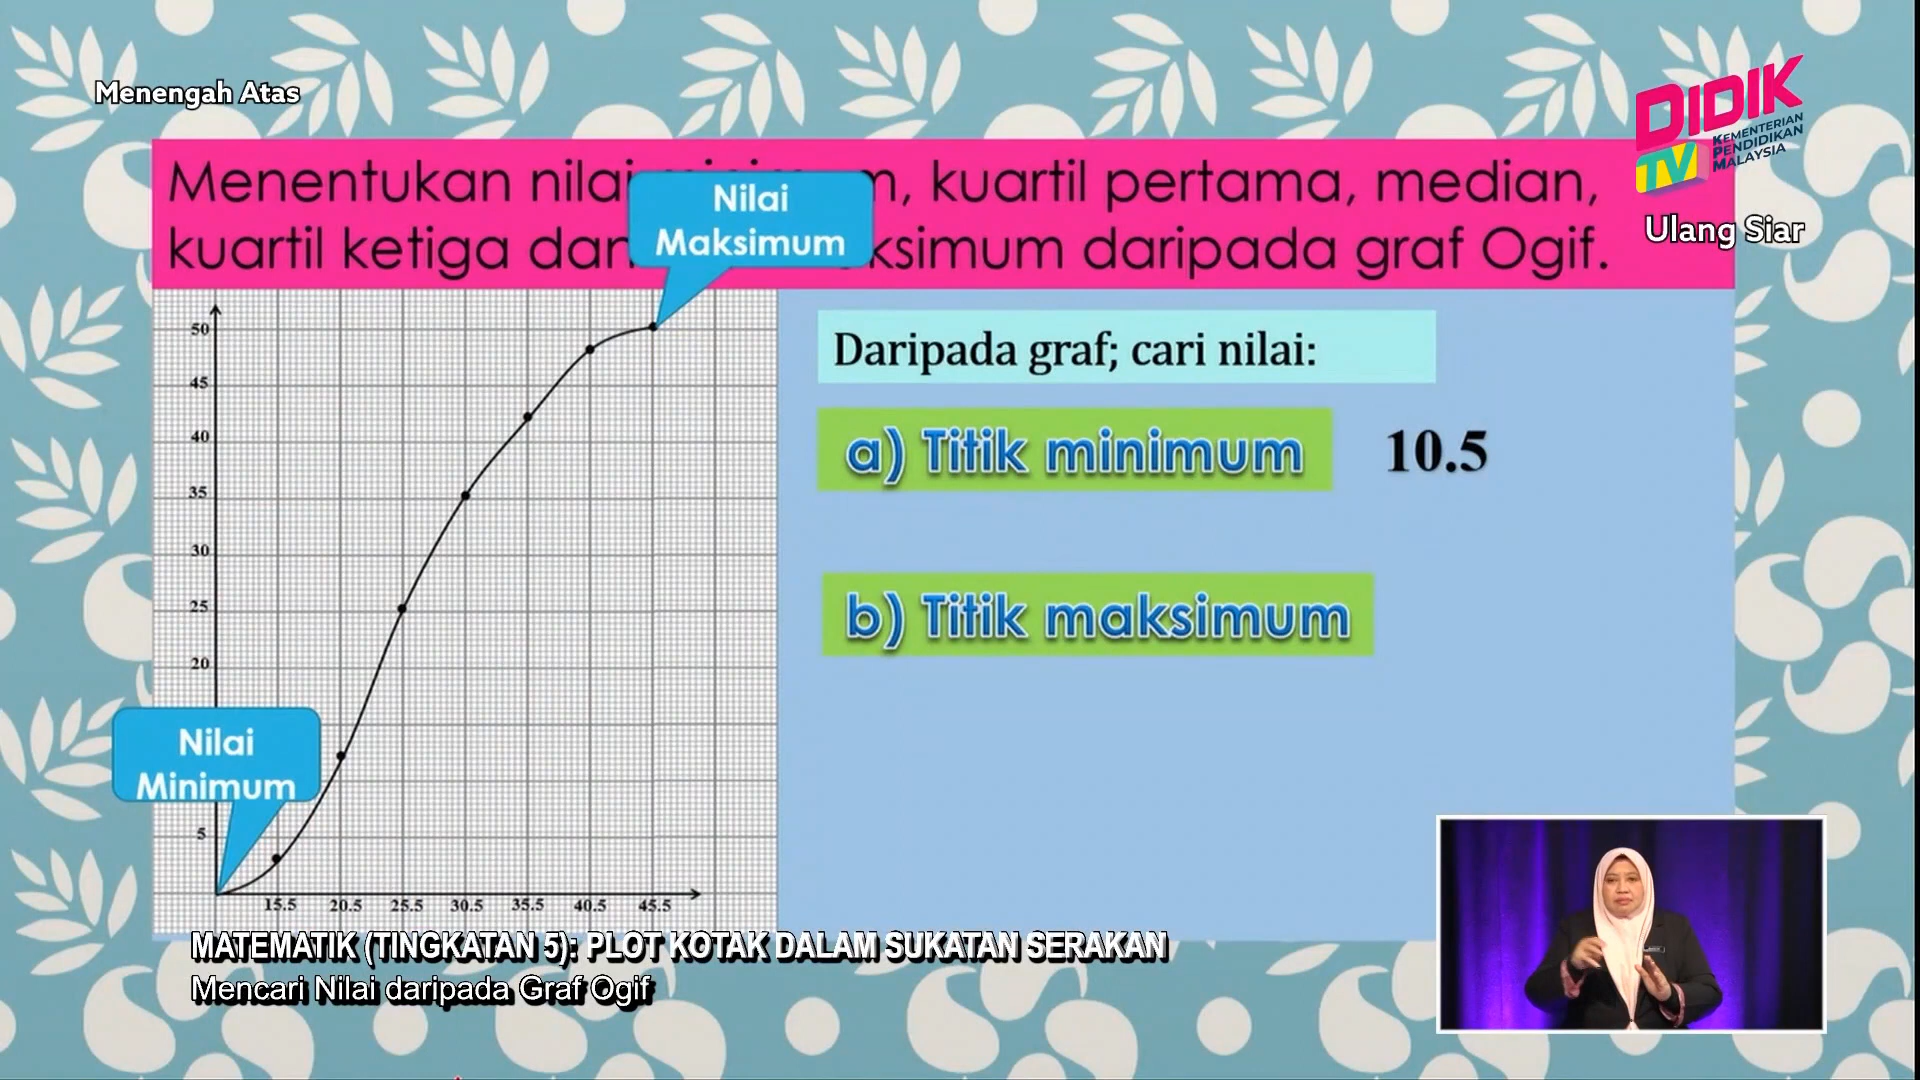 Menengah Atas
DIDIK
TV
KEMENTERIAN
PENDIDIKAN
MALAYSIA
Ulang Siar
Menentukan nilai m, kuartil pertama, median,
kuartil ketiga dan ksimum daripada graf Ogif.
Nilai
Maksimum
50
45
40
35
30
25
20
5
Nilai
Minimum
15.5 20.5 25.5 30.5 35.5 40.5 45.5
Daripada graf; cari nilai:
a) Titik minimum 10.5
b) Titik maksimum
MATEMATIK (TINGKATAN 5): PLOT KOTAK DALAM SUKATAN SERAKAN
Mencari Nilai daripada Graf Ogif